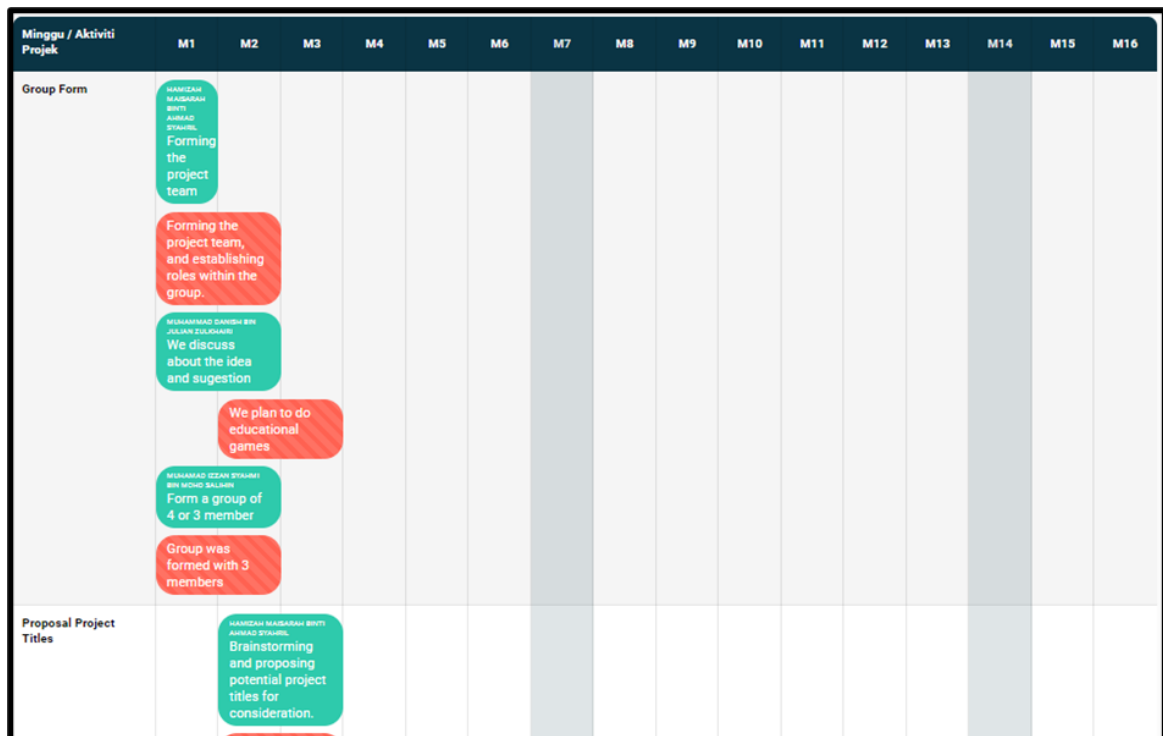 Minggu / Aktiviti
Projek
M1 M2 M3 M4 M5 M6 M7 M8 M9 M10 M11 M12 M13 M14 M15 M16
Group Form
HAMIZAH
MAISARAH
BINTI
AHMAD
SYAHRIL
Forming
the
project
team
Forming the
project team,
and establishing
roles within the
group.
MUHAMMAD DANISH BIN
JULIAN ZULKHAIRI
We discuss
about the idea
and sugestion
We plan to do
educational
games
MUHAMAD IZZAN SYAHMI
BIN MOHD SALIHIN
Form a group of
4 or 3 member
Group was
formed with 3
members
Proposal Project
Titles
HAMIZAH MAISARAH BINTI
AHMAD SYAHRIL
Brainstorming
and proposing
potential project
titles for
consideration.